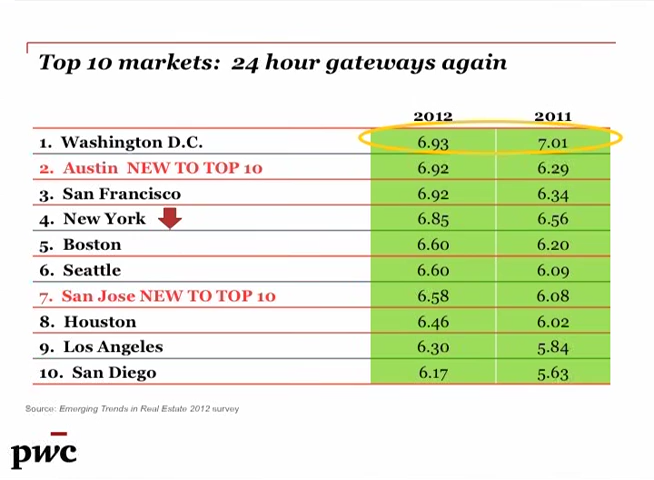 Top 10 markets: 24 hour gateways again
2012 2011
1. Washington D.C. 6.93 7.01
2. Austin NEW TO TOP 10 6.92 6.29
3. San Francisco 6.92 6.34
4. New York 6.85 6.56
5. Boston 6.60 6.20
6. Seattle 6.60 6.09
7. San Jose NEW TO TOP 10 6.58 6.08
8. Houston 6.46 6.02
9. Los Angeles 6.30 5.84
10. San Diego 6.17 5.63
Source: Emerging Trends in Real Estate 2012 survey
pwc